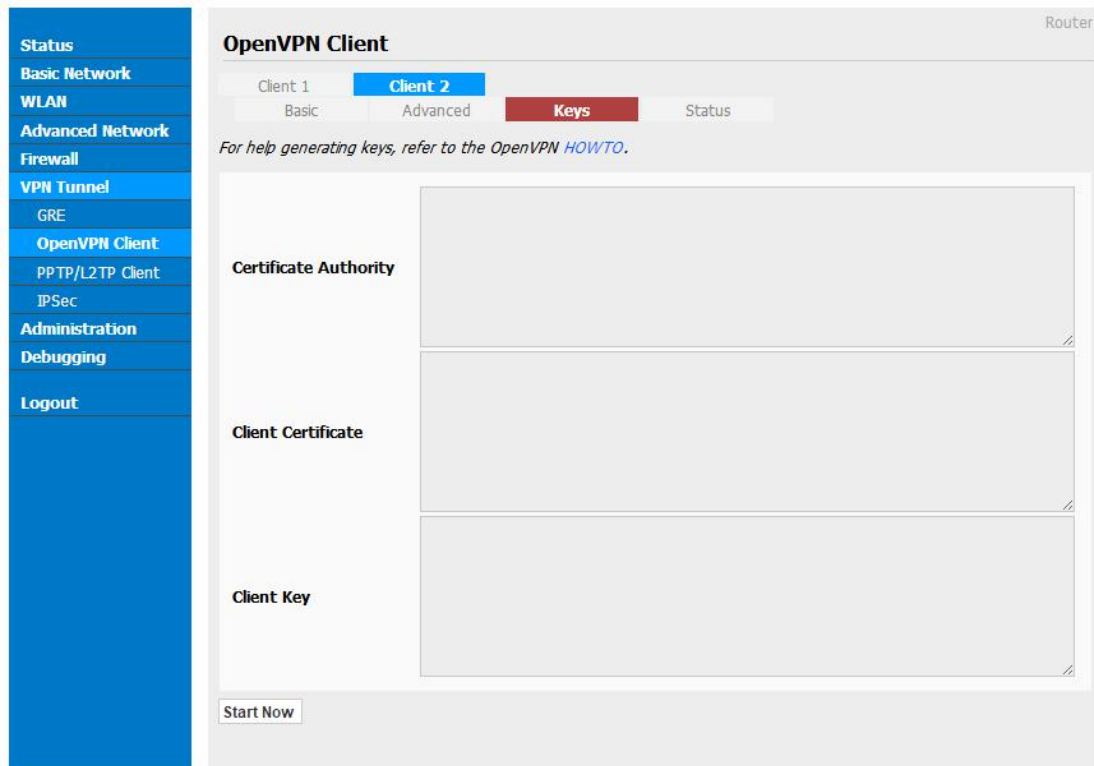 Router
Status
Basic Network
WLAN
Advanced Network
Firewall
VPN Tunnel
GRE
OpenVPN Client
PPTP/L2TP Client
IPSec
Administration
Debugging
Logout
OpenVPN Client
Client 1 Client 2
Basic Advanced Keys Status
For help generating keys, refer to the OpenVPN HOWTO.
Certificate Authority
Client Certificate
Client Key
Start Now